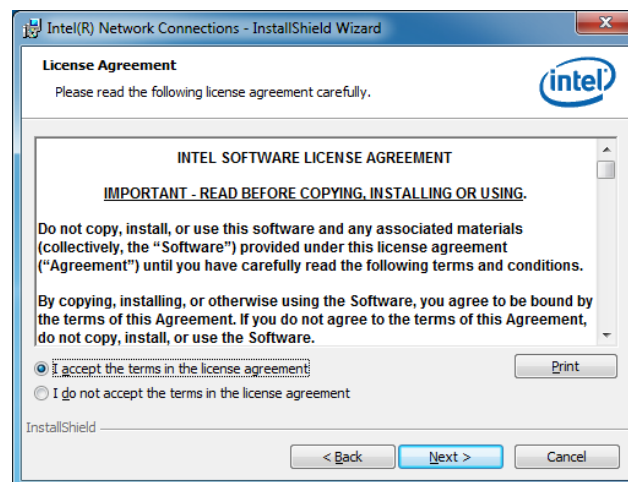 Intel(R) Network Connections - InstallShield Wizard
License Agreement
Please read the following license agreement carefully.
intel
INTEL SOFTWARE LICENSE AGREEMENT
IMPORTANT - READ BEFORE COPYING, INSTALLING OR USING.
Do not copy, install, or use this software and any associated materials
(collectively, the “Software”) provided under this license agreement
(“Agreement”) until you have carefully read the following terms and conditions.
By copying, installing, or otherwise using the Software, you agree to be bound by
the terms of this Agreement. If you do not agree to the terms of this Agreement,
do not copy, install, or use the Software.
I accept the terms in the license agreement
Print
I do not accept the terms in the license agreement
InstallShield
< Back
Next >
Cancel